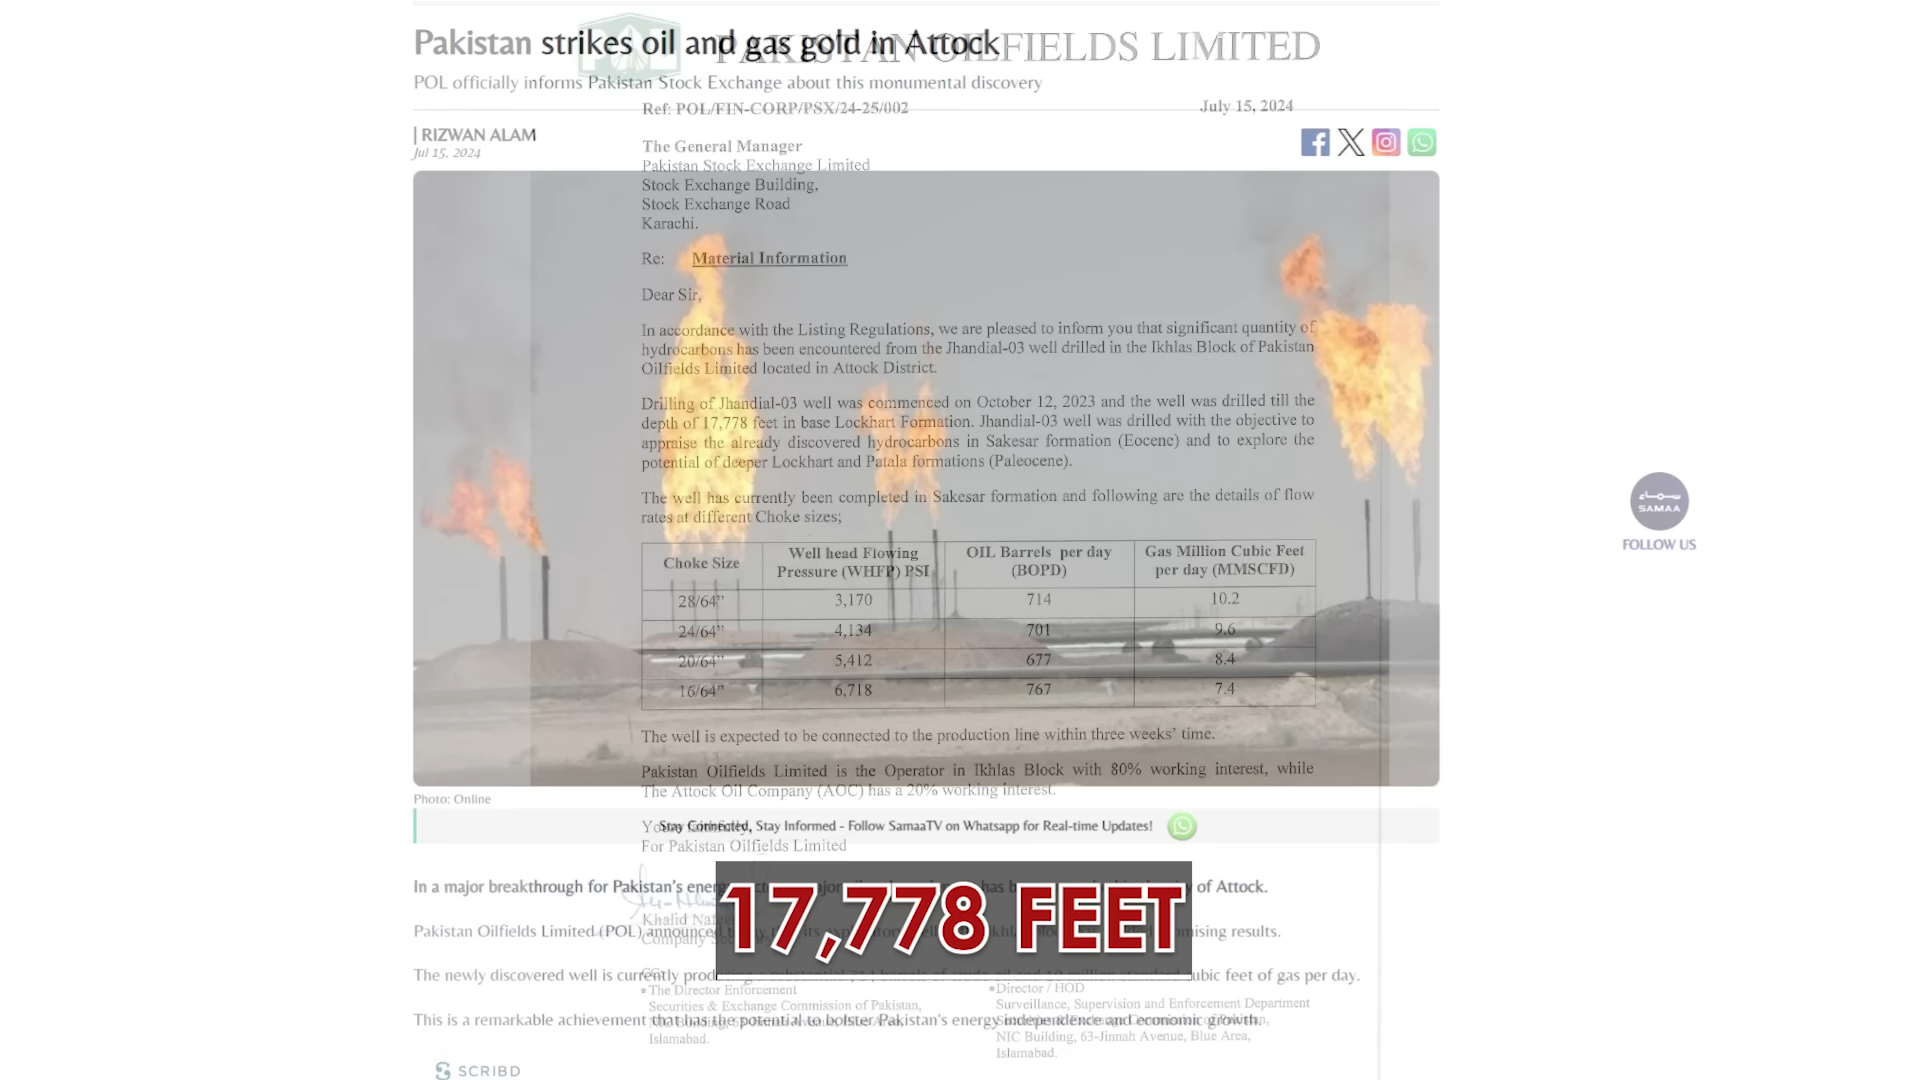 Pakistan strikes oil and gas gold in Attock
PAKISTAN OILFIELDS LIMITED
POL officially informs Pakistan Stock Exchange about this monumental discovery
Ref: POL/FIN-CORP/PSX/24-25/002
July 15, 2024
| RIZWAN ALAM
Jul 15, 2024
The General Manager
Pakistan Stock Exchange Limited
Stock Exchange Building,
Stock Exchange Road
Karachi.
Re: Material Information
Dear Sir,
In accordance with the Listing Regulations, we are pleased to inform you that significant quantity of
hydrocarbons has been encountered from the Jhandial-03 well drilled in the Ikhlas Block of Pakistan
Oilfields Limited located in Attock District.
Drilling of Jhandial-03 well was commenced on October 12, 2023 and the well was drilled till the
depth of 17,778 feet in base Lockhart Formation. Jhandial-03 well was drilled with the objective to
appraise the already discovered hydrocarbons in Sakesar formation (Eocene) and to explore the
potential of deeper Lockhart and Patala formations (Paleocene).
The well has currently been completed in Sakesar formation and following are the details of flow
rates at different Choke sizes;
Choke Size
Well head Flowing
Pressure (WHFP) PSI
OIL Barrels per day
(BOPD)
Gas Million Cubic Feet
per day (MMSCFD)
28/64” 3,170 714 10.2
24/64” 4,134 701 9.6
20/64” 5,412 677 8.4
16/64” 6,718 767 7.4
The well is expected to be connected to the production line within three weeks’ time.
Pakistan Oilfields Limited is the Operator in Ikhlas Block with 80% working interest, while
The Attock Oil Company (AOC) has a 20% working interest.
سماء
SAMAA
FOLLOW US
Photo: Online
Stay Connected, Stay Informed - Follow SamaaTV on Whatsapp for Real-time Updates!
For Pakistan Oilfields Limited
In a major breakthrough for Pakistan's of Attock.
Khalid
Pakistan Oilfields Limited (POL) announced results.
17,778 FEET
The newly discovered well is currently cubic feet of gas per day.
The Director Enforcement
Securities & Exchange Commission of Pakistan,
Islamabad.
Director / HOD
Surveillance, Supervision and Enforcement Department
This is a remarkable achievement that has the potential to bolster Pakistan's energy independence and economic growth.
NIC Building, 63-Jinnah Avenue, Blue Area,
Islamabad.
SCRIBD